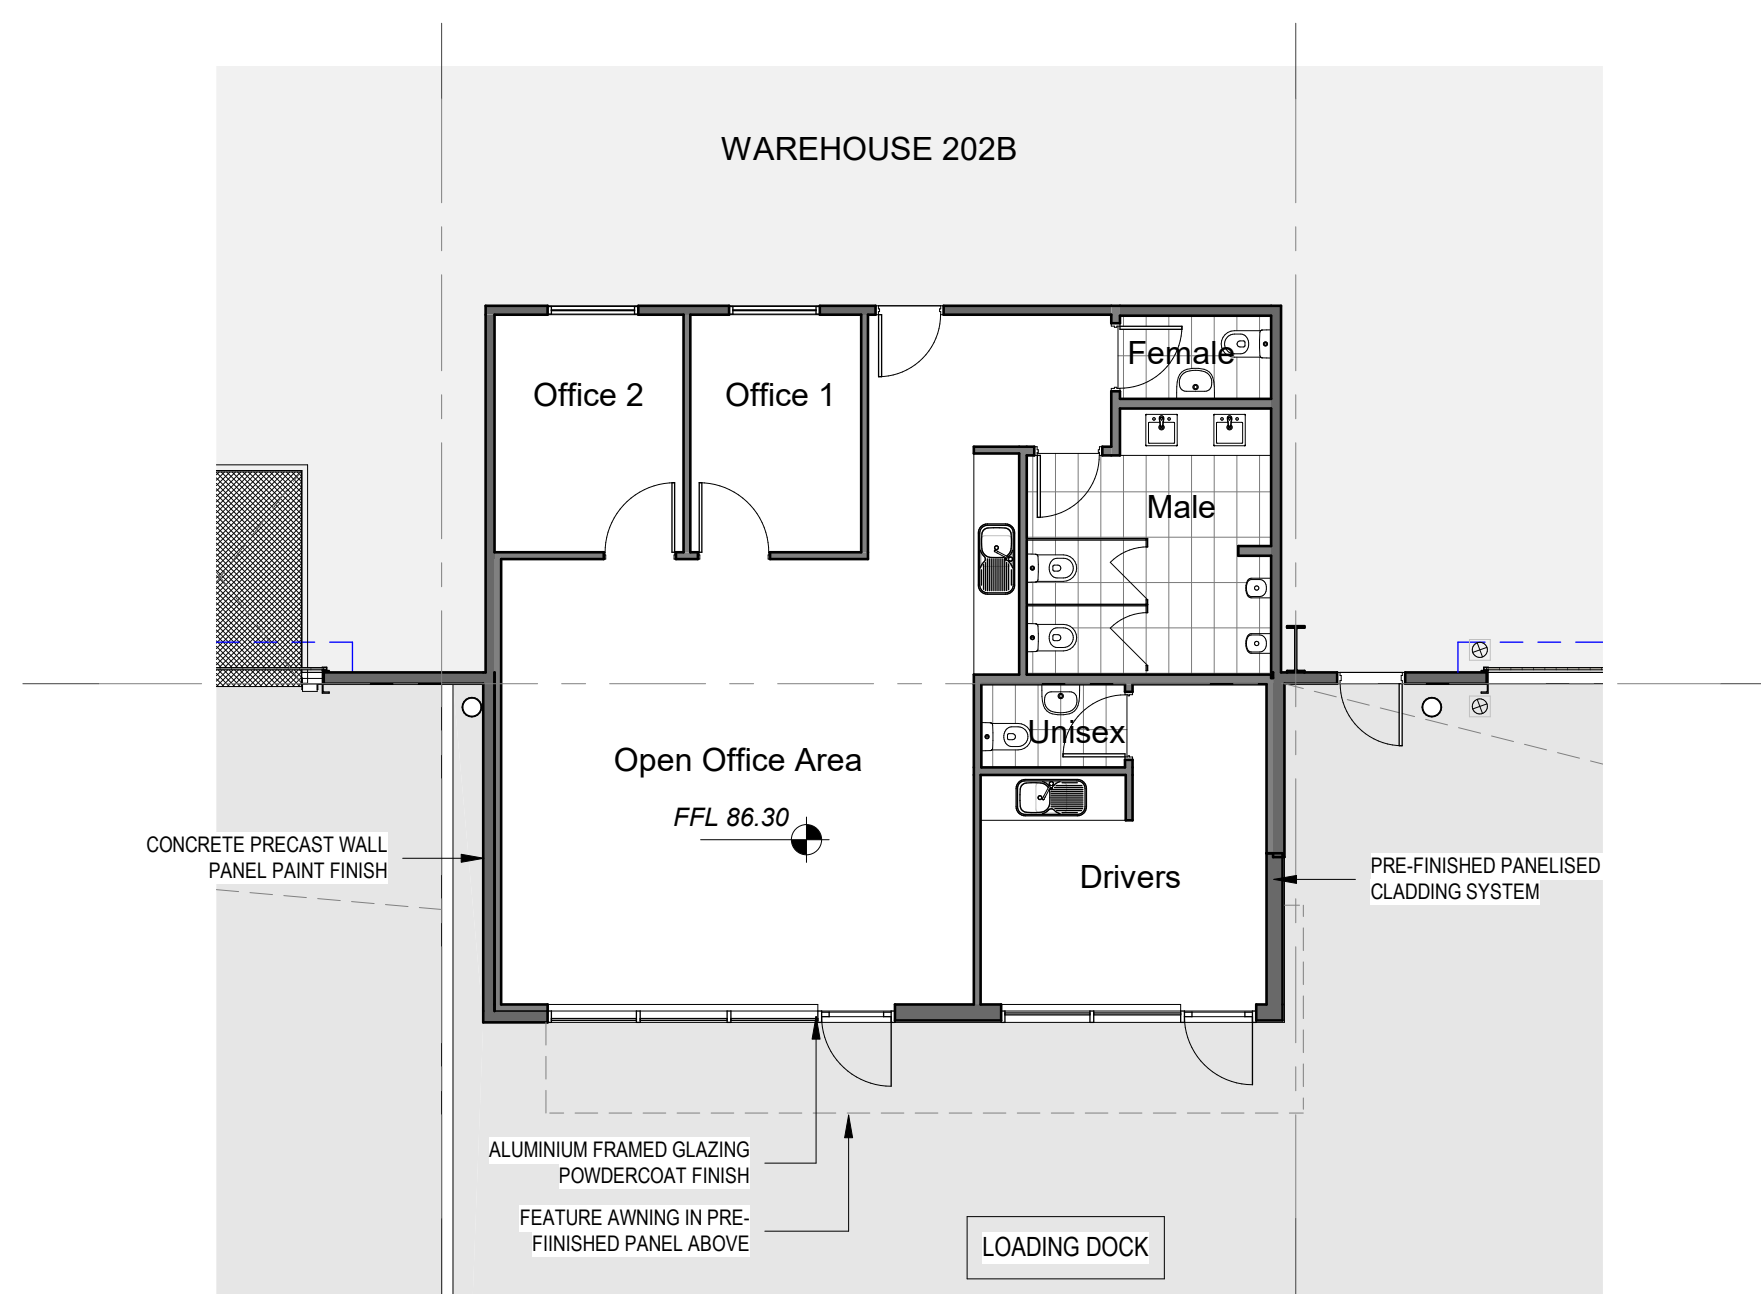 WAREHOUSE 202B
Female
Office 2
Office 1
Male
Unisex
Open Office Area
FFL 86.30
CONCRETE PRECAST WALL
PANEL PAINT FINISH
Drivers
PRE-FINISHED PANELISED
CLADDING SYSTEM
ALUMINIUM FRAMED GLAZING
POWDERCOAT FINISH
FEATURE AWNING IN PRE-
FIINISHED PANEL ABOVE
LOADING DOCK